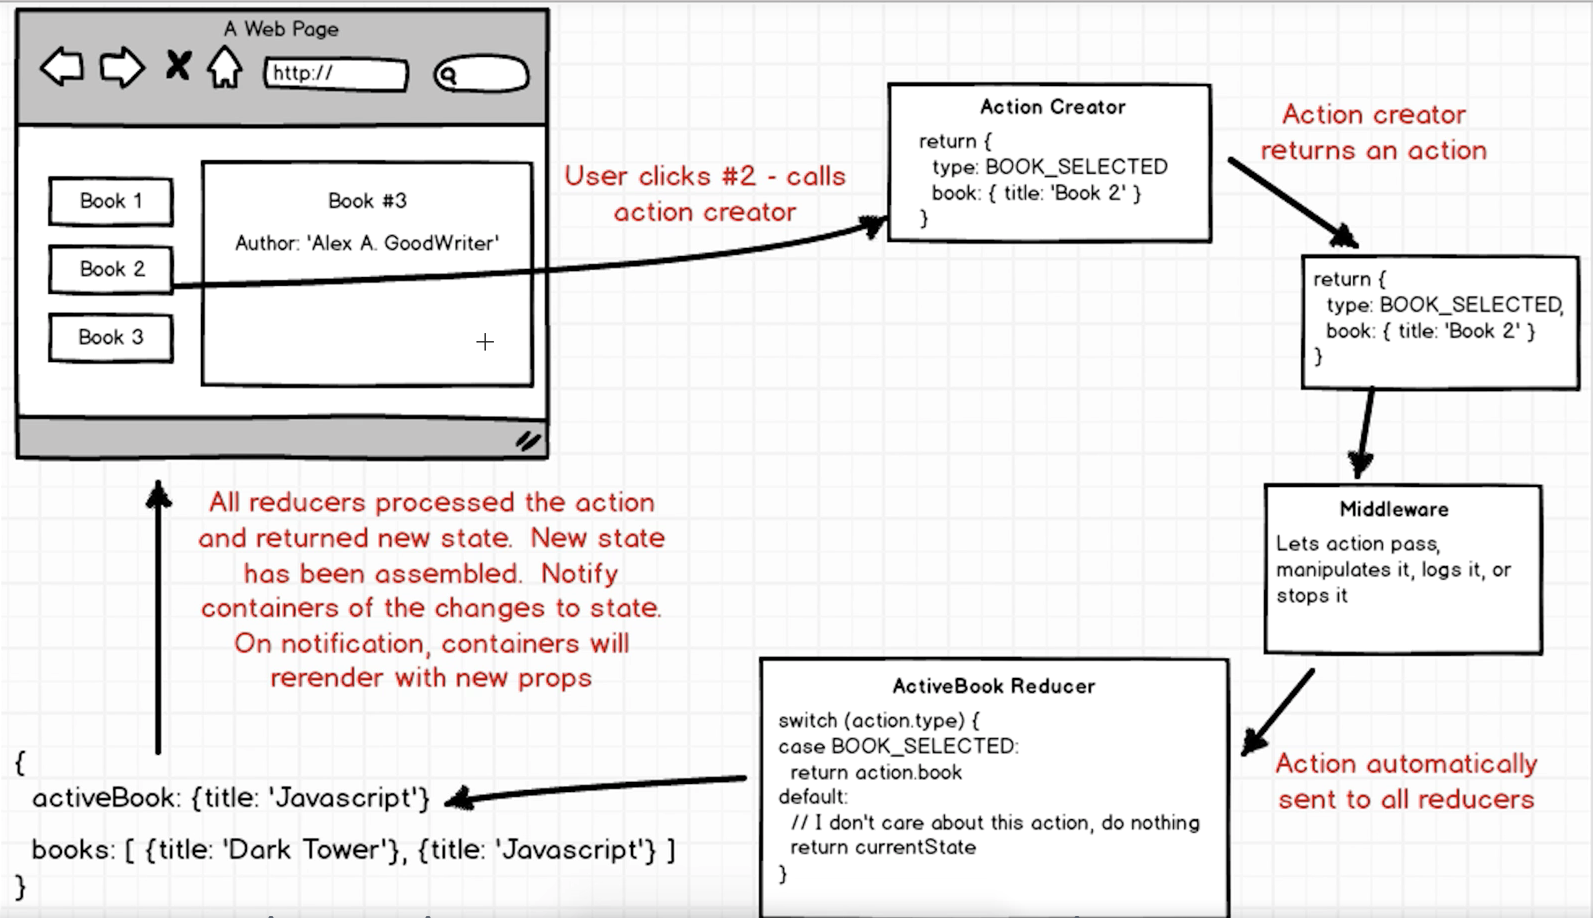 A Web Page
http://
Book 1
Book 2
Book 3
Book #3
Author: 'Alex A. GoodWriter'
User clicks #2 - calls
action creator
Action Creator
return {
type: BOOK_SELECTED
book: { title: 'Book 2' }
}
Action creator
returns an action
return {
type: BOOK_SELECTED,
book: { title: 'Book 2' }
}
Middleware
Lets action pass,
manipulates it, logs it, or
stops it
Action automatically
sent to all reducers
ActiveBook Reducer
switch (action.type) {
case BOOK_SELECTED:
return action.book
default:
// I don't care about this action, do nothing
return currentState
}
{
activeBook: {title: 'Javascript'}
books: [ {title: 'Dark Tower'}, {title: 'Javascript'} ]
}
All reducers processed the action
and returned new state. New state
has been assembled. Notify
containers of the changes to state.
On notification, containers will
rerender with new props